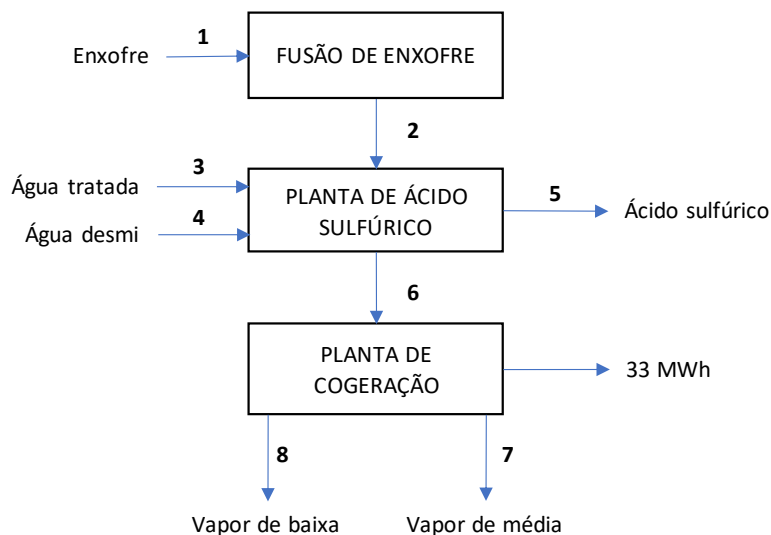 1
Enxofre
FUSÃO DE ENXOFRE
2
3
Água tratada
PLANTA DE ÁCIDO
SULFÚRICO
5
Ácido sulfúrico
4
Água desmi
6
PLANTA DE
COGERAÇÃO
33 MWh
8
7
Vapor de baixa
Vapor de média